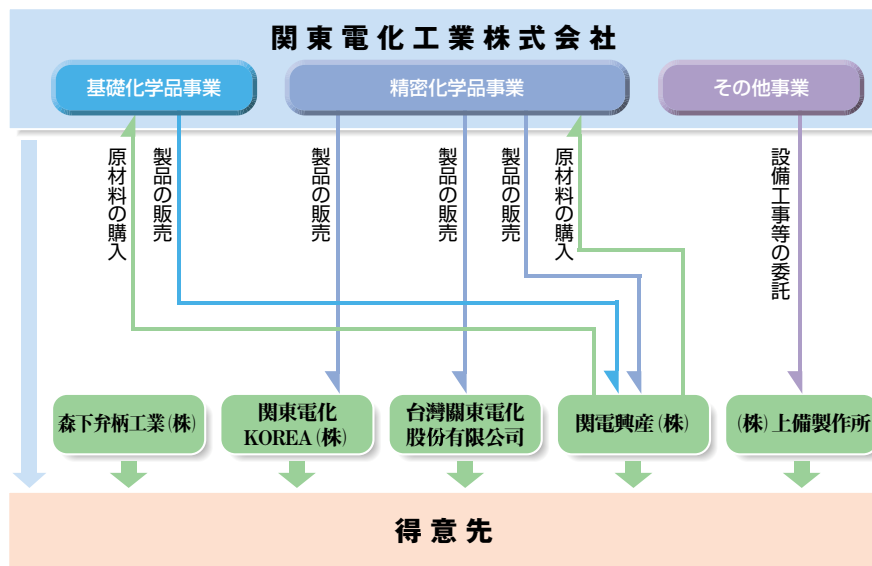 関東電化工業株式会社
基礎化学品事業
精密化学品事業
その他事業
原材料の購入
製品の販売
製品の販売
製品の販売
製品の販売
原材料の購入
設備工事等の委託
森下弁柄工業(株)
関東電化
KOREA(株)
台灣關東電化
股份有限公司
関電興産(株)
(株)上備製作所
得意先